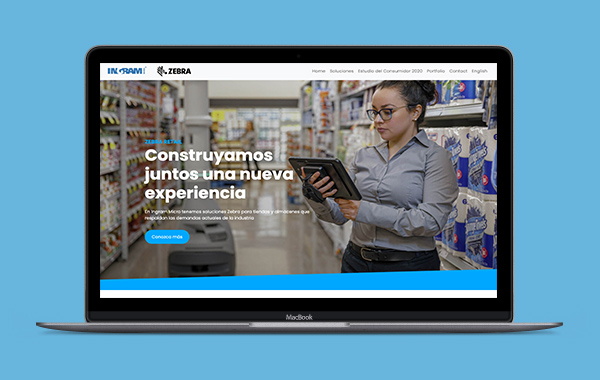 INGRAM
ZEBRA
Home Soluciones Estudio del Consumidor 2020 Portfolio Contact English
ZEBRA RETAIL
Construyamos
juntos una nueva
experiencia
En Ingram Micro tenemos soluciones Zebra para tiendas y almacenes que
respaldan las demandas actuales de la industria
Conozca más
MacBook